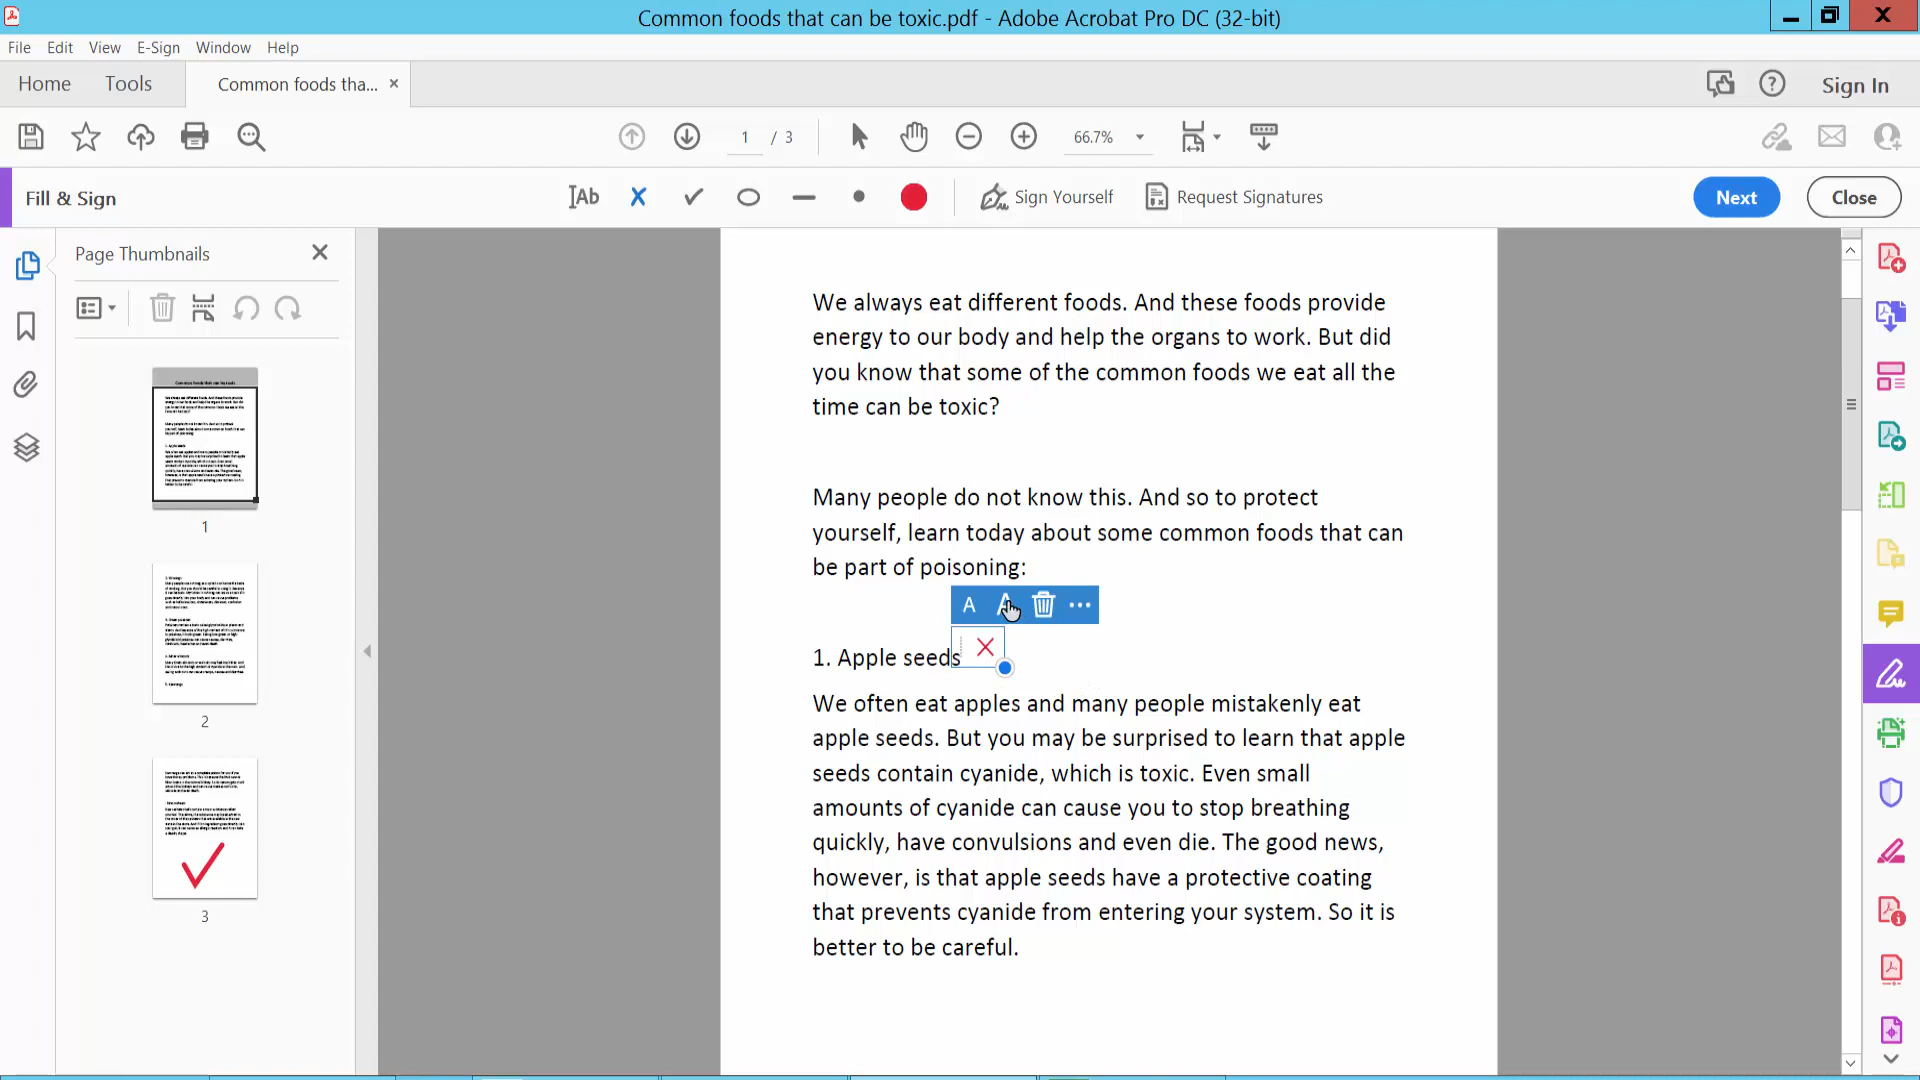 Common foods that can be toxic.pdf - Adobe Acrobat Pro DC (32-bit)
File Edit View E-Sign Window Help
Home Tools Common foods tha... ×
Sign In
1 / 3
66.7%
Fill & Sign
Ab
Sign Yourself
Request Signatures
Next
Close
Page Thumbnails
1
2
3
We always eat different foods. And these foods provide
energy to our body and help the organs to work. But did
you know that some of the common foods we eat all the
time can be toxic?
Many people do not know this. And so to protect
yourself, learn today about some common foods that can
be part of poisoning:
A A
1. Apple seeds
We often eat apples and many people mistakenly eat
apple seeds. But you may be surprised to learn that apple
seeds contain cyanide, which is toxic. Even small
amounts of cyanide can cause you to stop breathing
quickly, have convulsions and even die. The good news,
however, is that apple seeds have a protective coating
that prevents cyanide from entering your system. So it is
better to be careful.